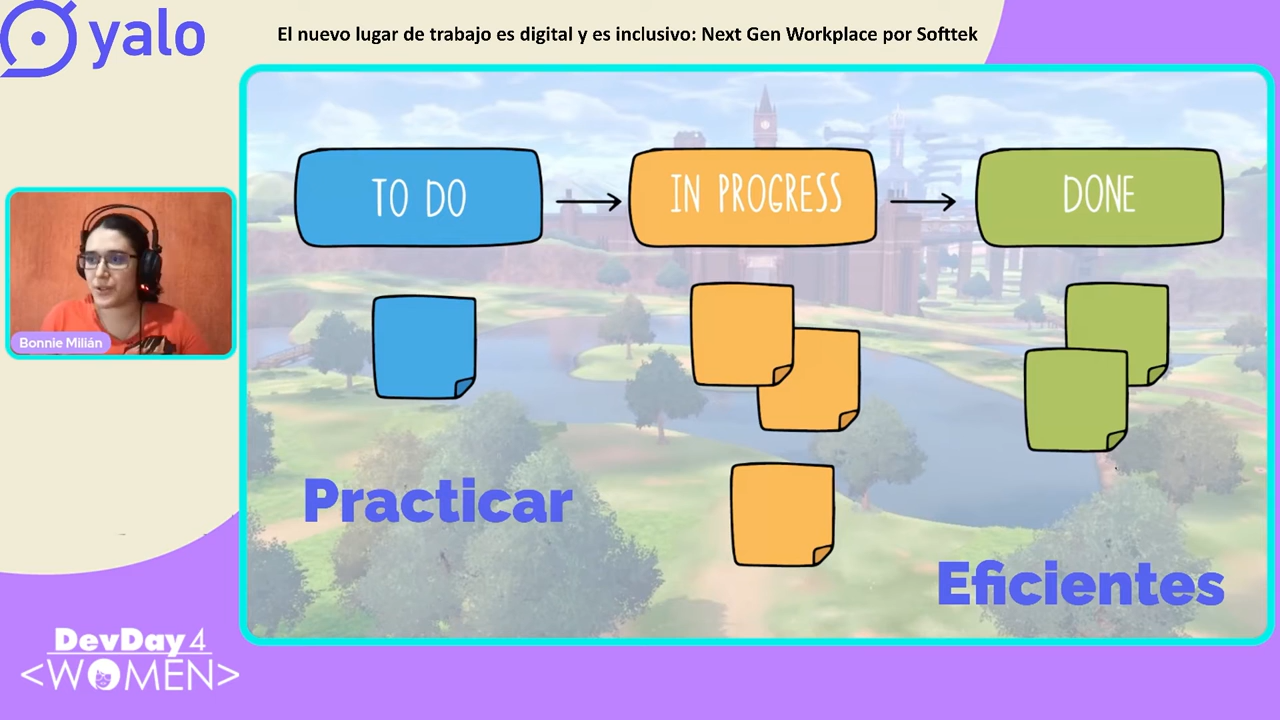 yalo
El nuevo lugar de trabajo es digital y es inclusivo: Next Gen Workplace por Softtek
TO DO
IN PROGRESS
DONE
Bonnie Milián
Practicar
Eficientes
DevDay4
<WOMEN>